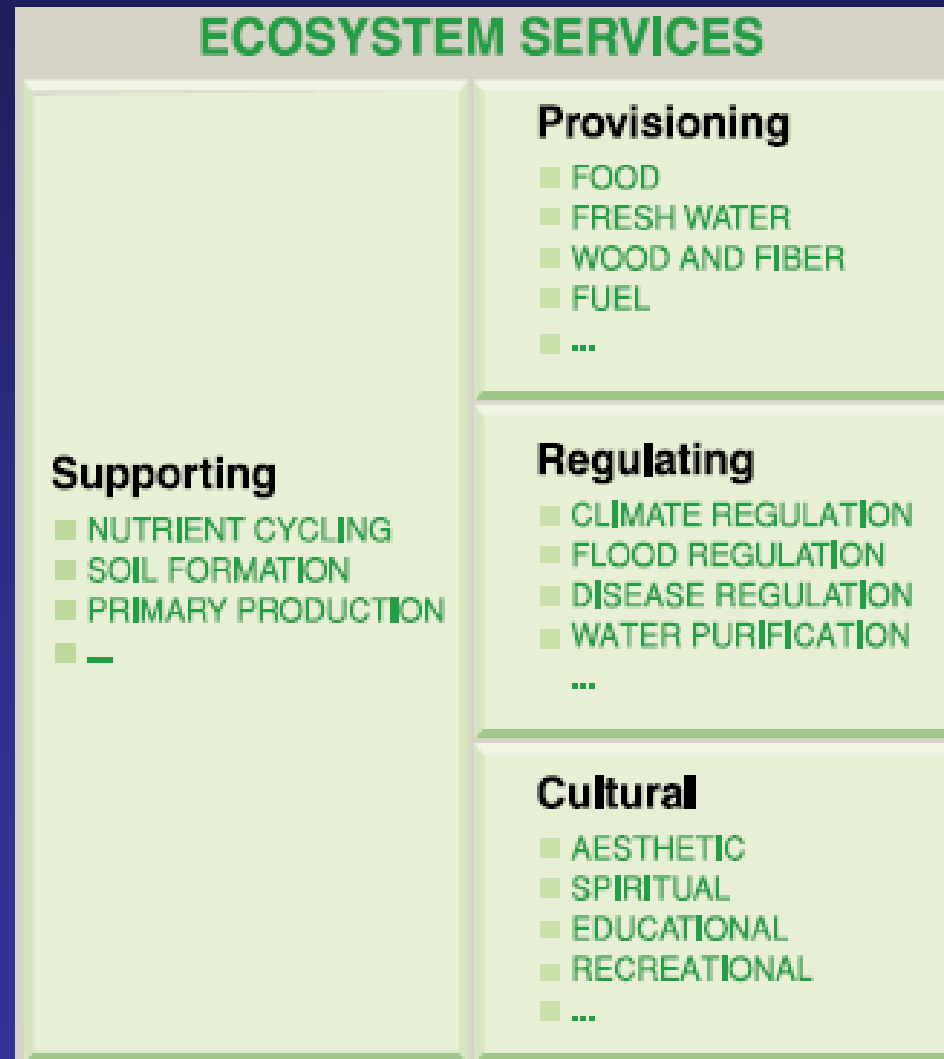 ECOSYSTEM SERVICES
Supporting
NUTRIENT CYCLING
SOIL FORMATION
PRIMARY PRODUCTION
...
Provisioning
FOOD
FRESH WATER
WOOD AND FIBER
FUEL
...
Regulating
CLIMATE REGULATION
FLOOD REGULATION
DISEASE REGULATION
WATER PURIFICATION
...
Cultural
AESTHETIC
SPIRITUAL
EDUCATIONAL
RECREATIONAL
...